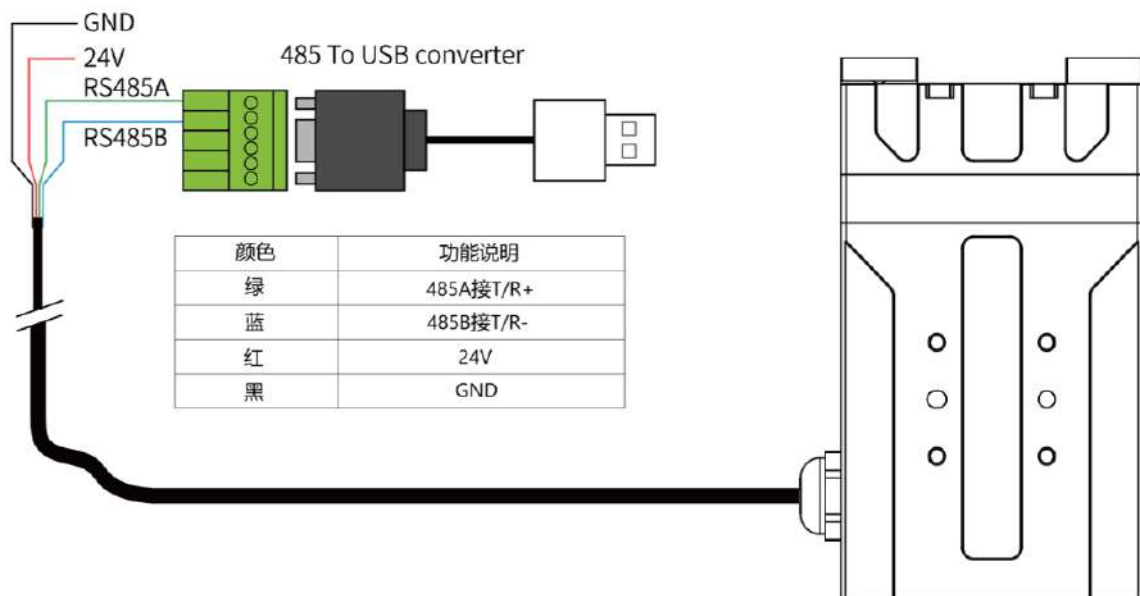 GND
24V
485 To USB converter
RS485A
RS485B
颜色 功能说明
绿 485A接T/R+
蓝 485B接T/R-
红 24V
黑 GND